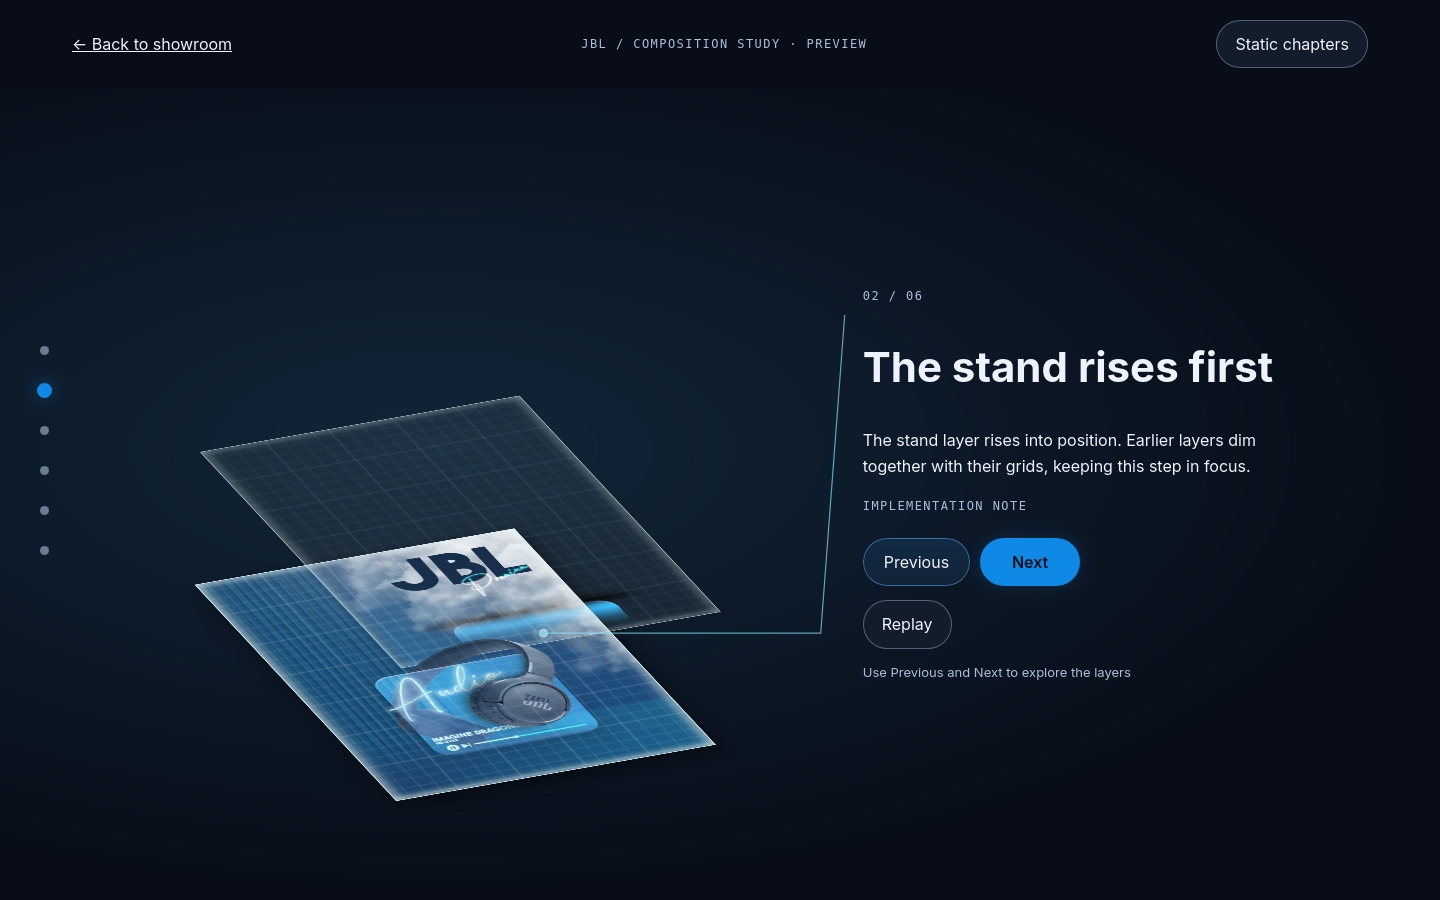 ← Back to showroom
JBL / COMPOSITION STUDY · PREVIEW
Static chapters
02 / 06
The stand rises first
The stand layer rises into position. Earlier layers dim
together with their grids, keeping this step in focus.
IMPLEMENTATION NOTE
Previous
Next
Replay
Use Previous and Next to explore the layers
JBL
Audio
JBL
JBL